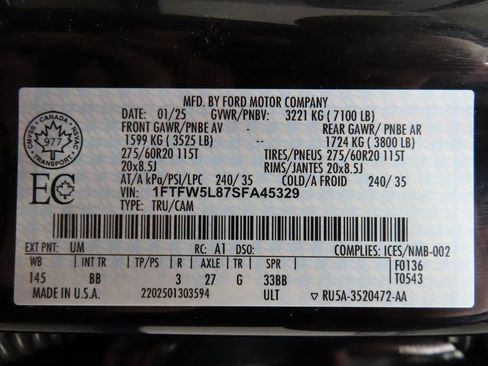 MFD. BY FORD MOTOR COMPANY
01/25 GVWR/PNBV: 3221 KG ( 7100 LB)
FRONT GAWR/PNBE AV REAR GAWR/ PNBE AR
1599 KG ( 3525 LB) 1724 KG ( 3800 LB)
275/60R20 115T TIRES/PNEUS 275/60R20 115T
20x8.5J RIMS/JANTES 20x8.5J
AT/A kPa/PSI/LPC 240/ 35 COLD/A FROID 240/ 35
VIN: 1FTFW5L87SFA45329
TYPE: TRU/CAM
CANADA
CMVSS NSVAC
977
TRANSPORT
EC
EXT PNT: UM RC: A1 DSO: COMPLIES: ICES/NMB-002
WB INT TR TP/PS R AXLE TR SPR F0136
145 BB 3 27 G 33BB T0543
MADE IN U.S.A. 2202501303594 ULT ▼ RU5A-3520472-AA